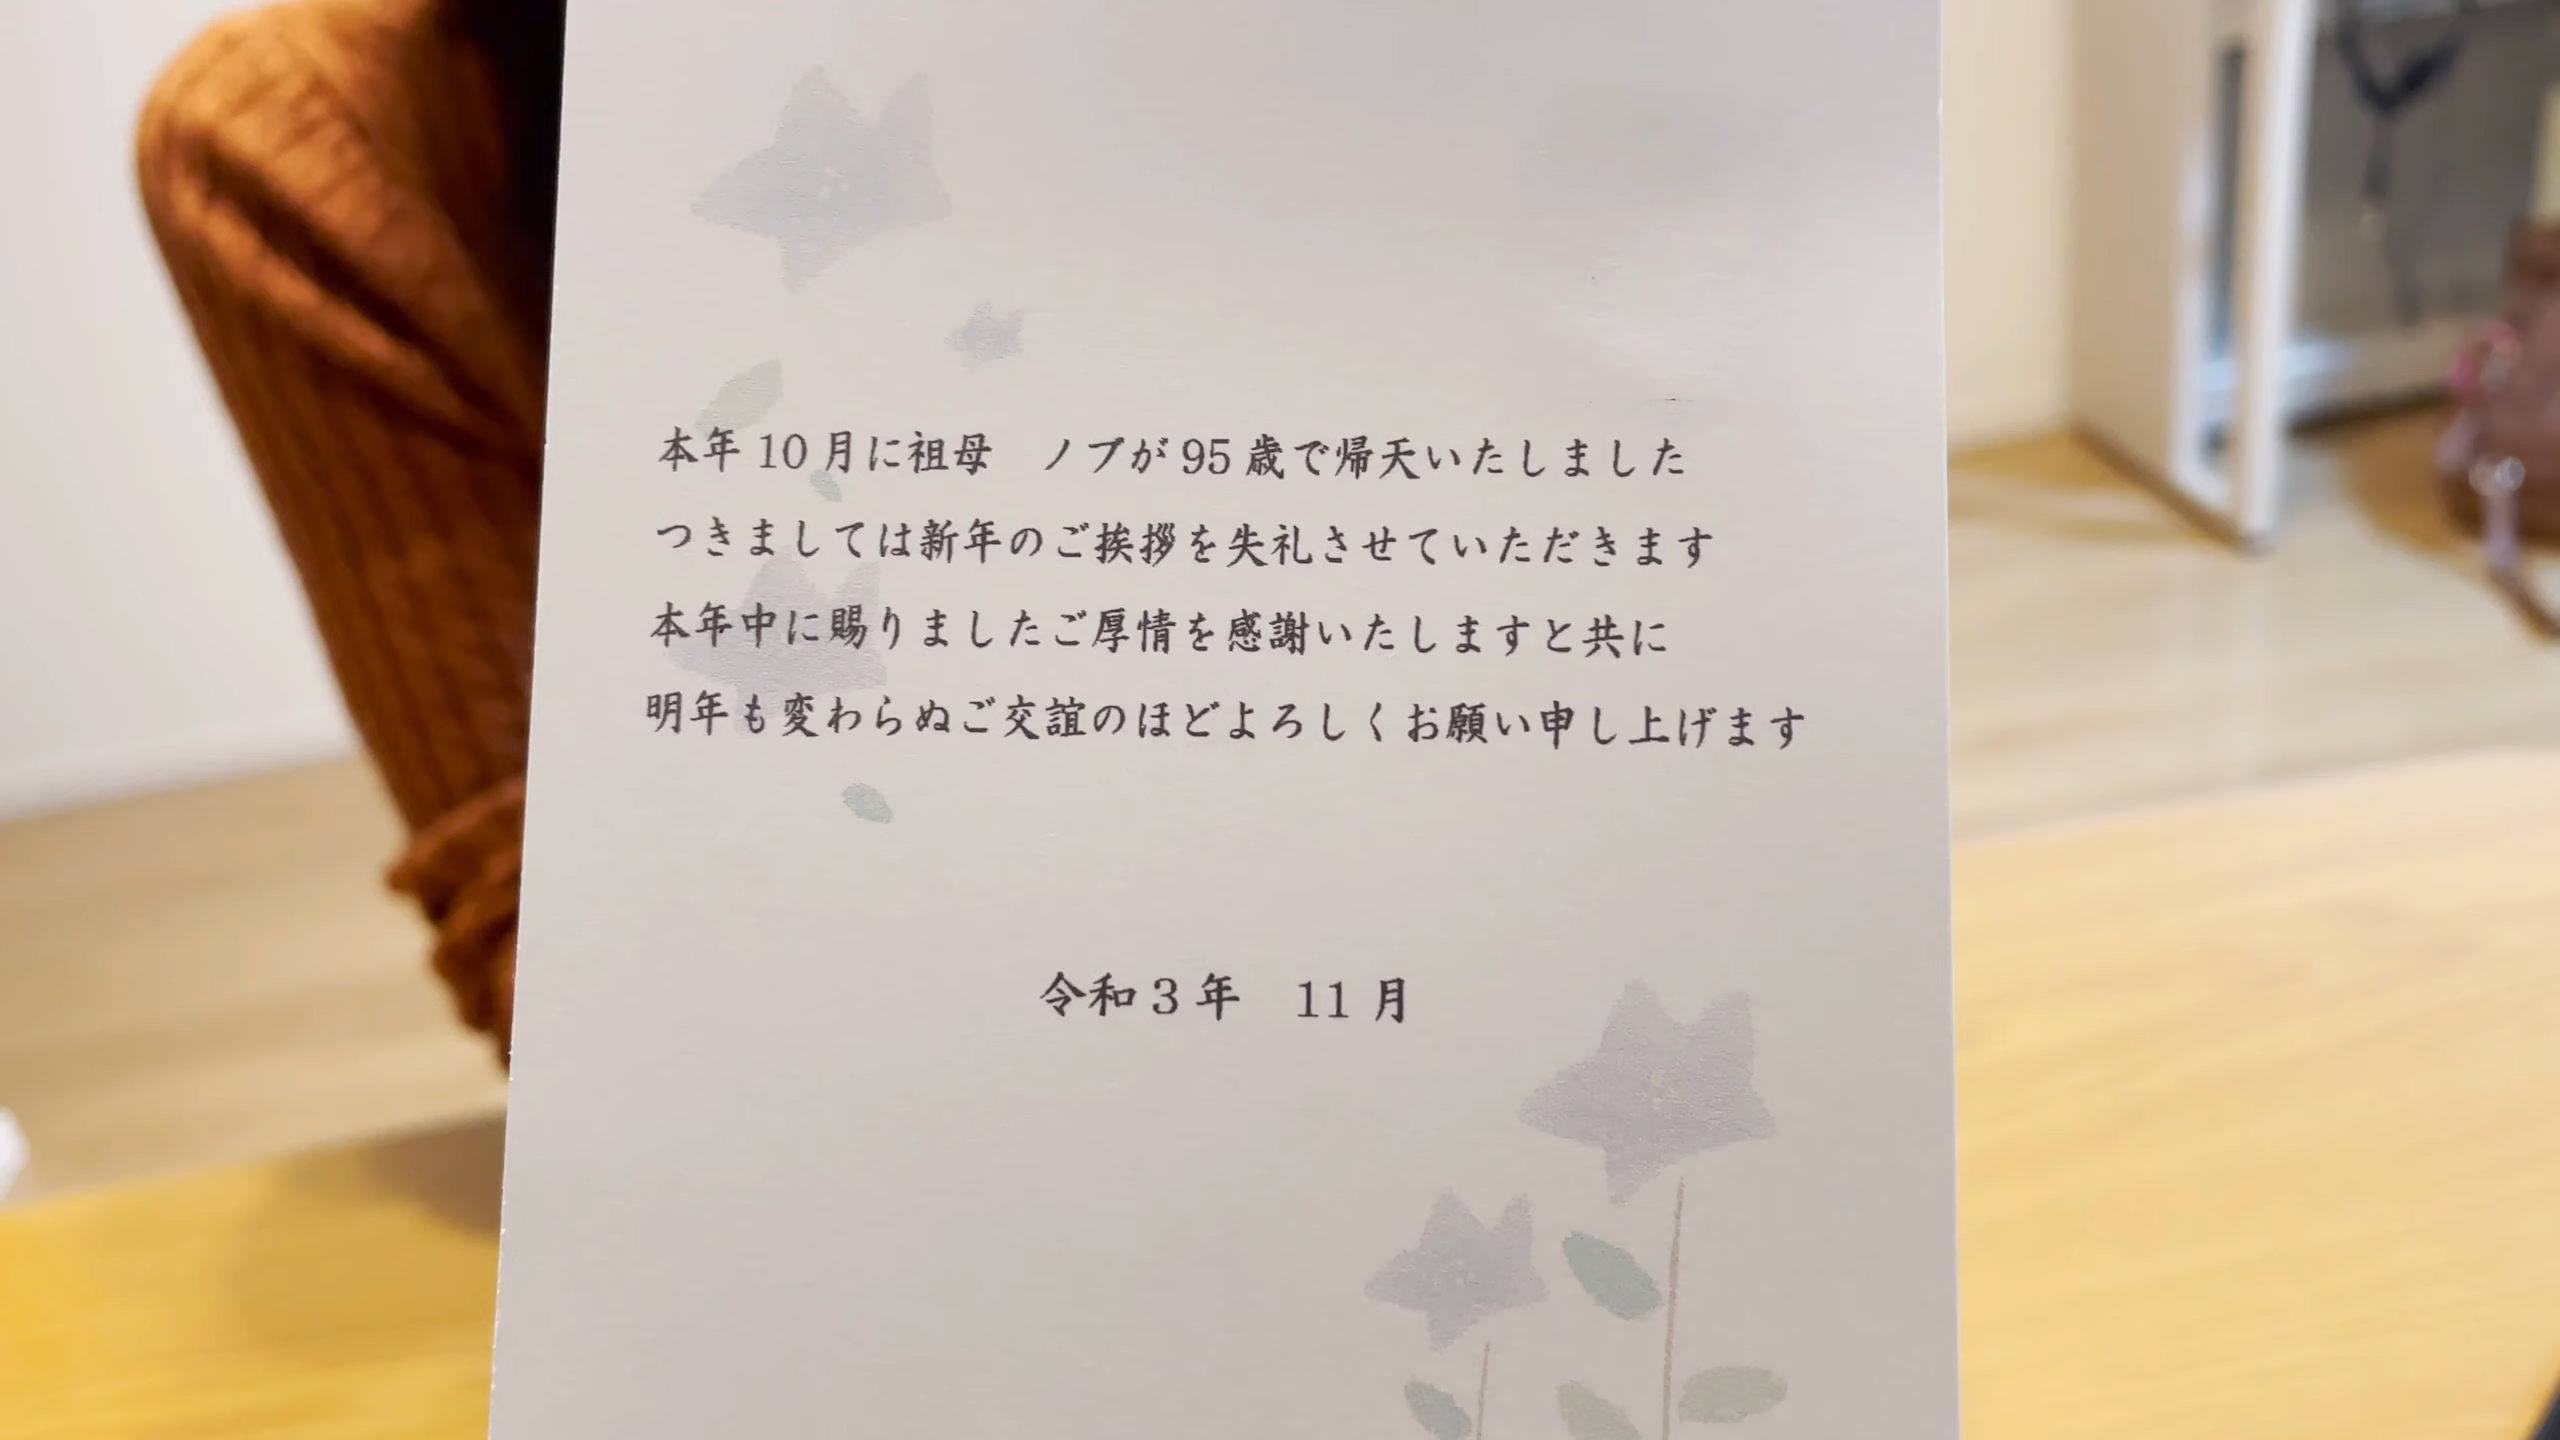 本年10月に祖母　ノブが95歳で帰天いたしました
つきましては新年のご挨拶を失礼させていただきます
本年中に賜りましたご厚情を感謝いたしますと共に
明年も変わらぬご交誼のほどよろしくお願い申し上げます
令和3年　11月